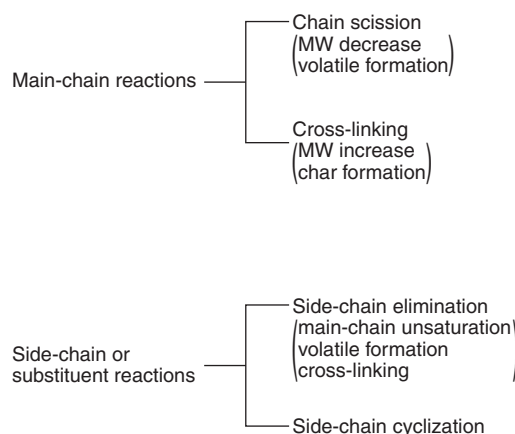 Chain scission
(MW decrease
volatile formation)
Main-chain reactions
Cross-linking
(MW increase
char formation)
Side-chain elimination
(main-chain unsaturation
volatile formation
cross-linking)
Side-chain or
substituent reactions
Side-chain cyclization